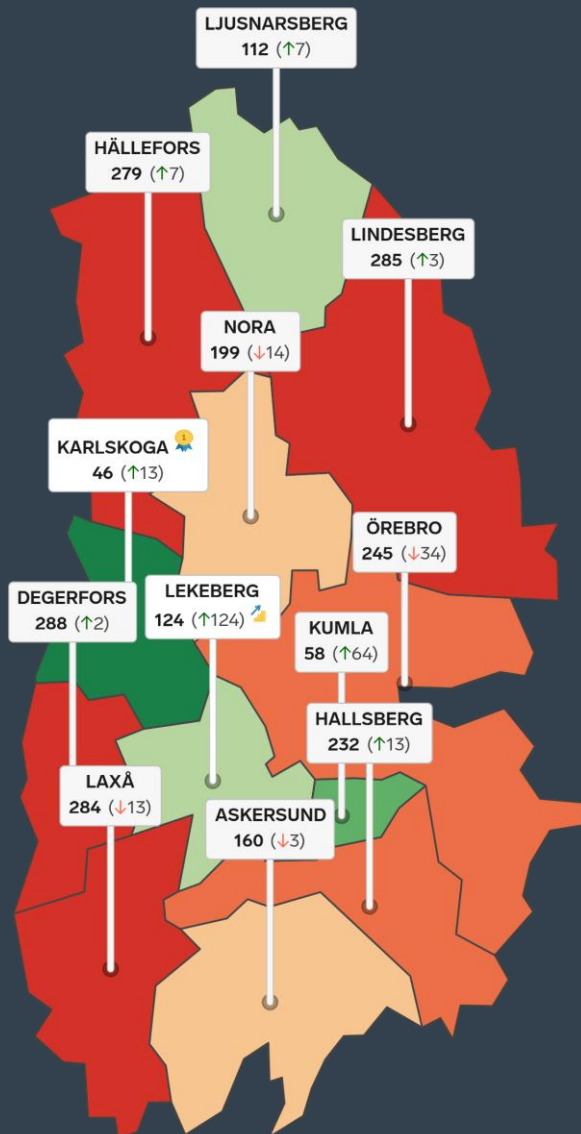 LJUSNARSBERG
112 (↑7)
HÄLLEFORS
279 (↑7)
LINDESBERG
285 (↑3)
NORA
199 (↓14)
KARLSKOGA
1
46 (↑13)
ÖREBRO
245 (↓34)
DEGERFORS
288 (↑2)
LEKEBERG
124 (↑124)
KUMLA
58 (↑64)
HALLSBERG
232 (↑13)
LAXÅ
284 (↓13)
ASKERSUND
160 (↓3)